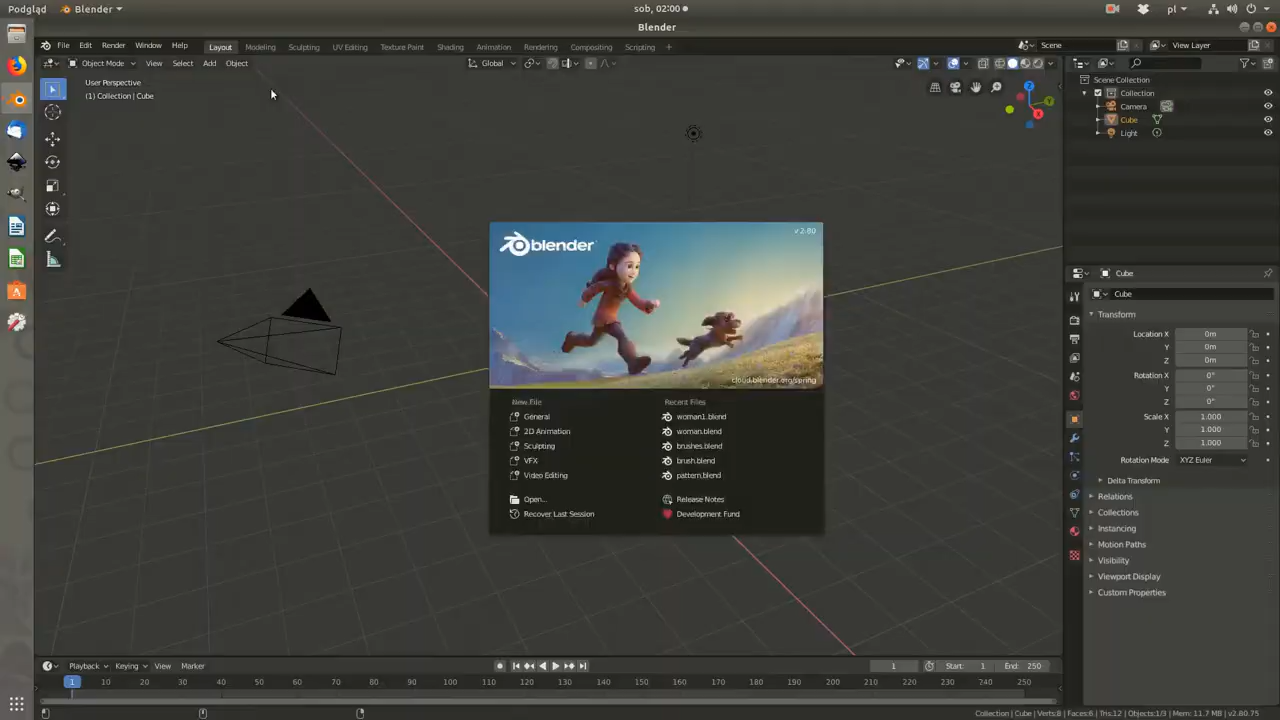 Podgląd
Blender
sob, 02:00
pl
Blender
File Edit Render Window Help
Layout Modeling Sculpting UV Editing Texture Paint Shading Animation Rendering Compositing Scripting +
Scene
View Layer
Object Mode View Select Add Object
Global
User Perspective
(1) Collection | Cube
Z
Y
X
Scene Collection
Collection
Camera
Cube
Light
blender
v 2.80
cloud.blender.org/spring
New File
General
2D Animation
Sculpting
VFX
Video Editing
Open...
Recover Last Session
Recent Files
woman1.blend
woman.blend
brushes.blend
brush.blend
pattern.blend
Release Notes
Development Fund
Cube
Cube
Transform
Location X 0m
Y 0m
Z 0m
Rotation X 0°
Y 0°
Z 0°
Scale X 1.000
Y 1.000
Z 1.000
Rotation Mode XYZ Euler
Delta Transform
Relations
Collections
Instancing
Motion Paths
Visibility
Viewport Display
Custom Properties
Playback Keying View Marker
1
Start: 1
End: 250
1 10 20 30 40 50 60 70 80 90 100 110 120 130 140 150 160 170 180 190 200 210 220 230 240 250
Collection | Cube | Verts:8 | Faces:6 | Tris:12 | Objects:1/3 | Mem: 11.7 MB | v2.80.75